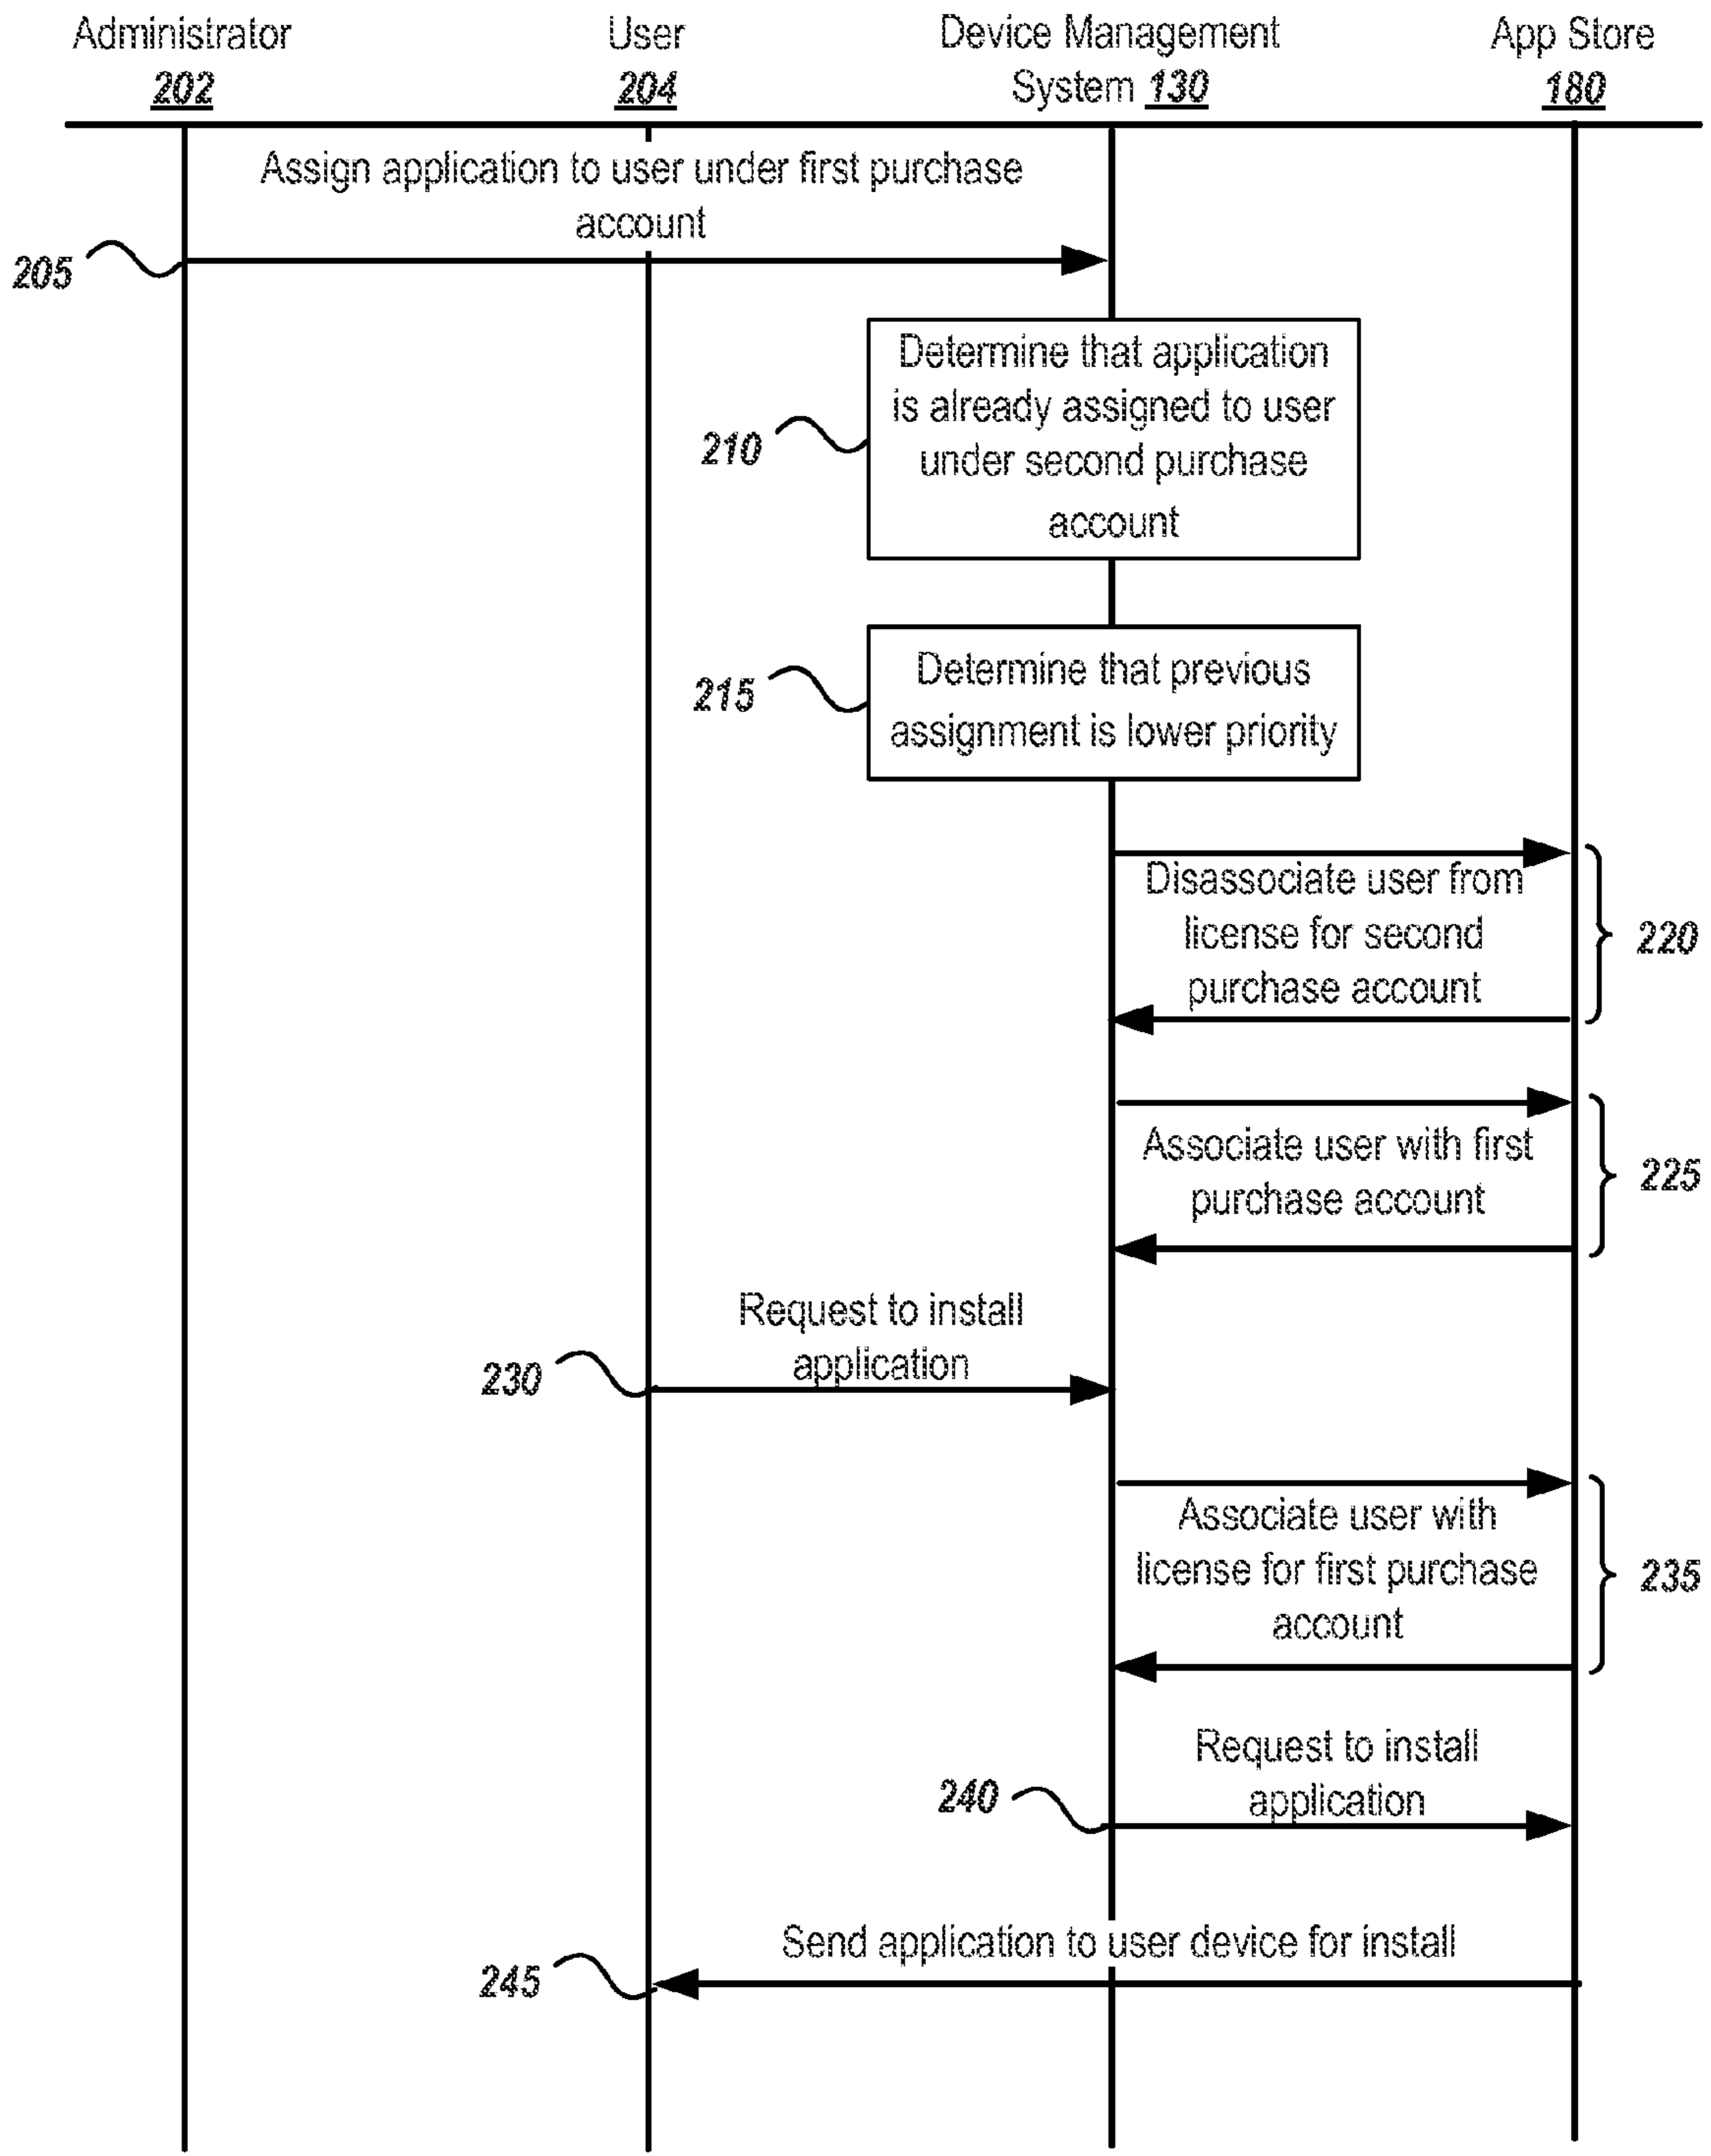 Administrator
202
User
204
Device Management
System 130
App Store
180
Assign application to user under first purchase
account
205
Determine that application
is already assigned to user
under second purchase
account
210
Determine that previous
assignment is lower priority
215
Disassociate user from
license for second
purchase account
220
Associate user with first
purchase account
225
Request to install
application
230
Associate user with
license for first purchase
account
235
Request to install
application
240
Send application to user device for install
245